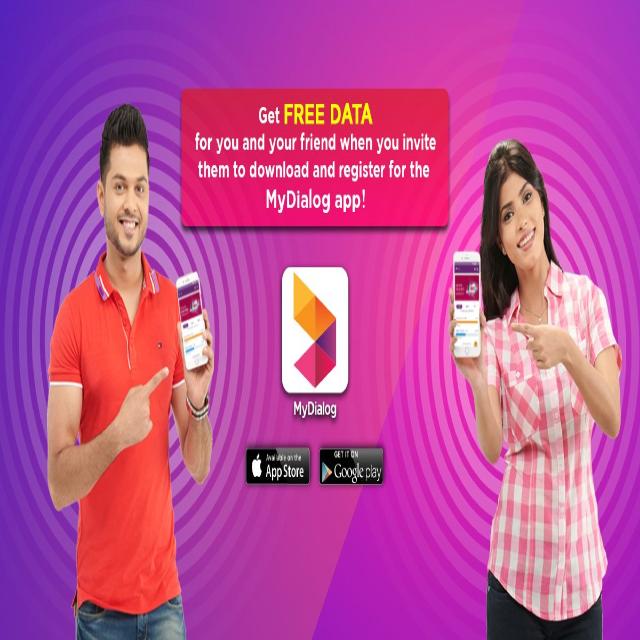 Get FREE DATA
for you and your friend when you invite
them to download and register for the
MyDialog app!
MyDialog
Available on the
App Store
GET IT ON
Google play